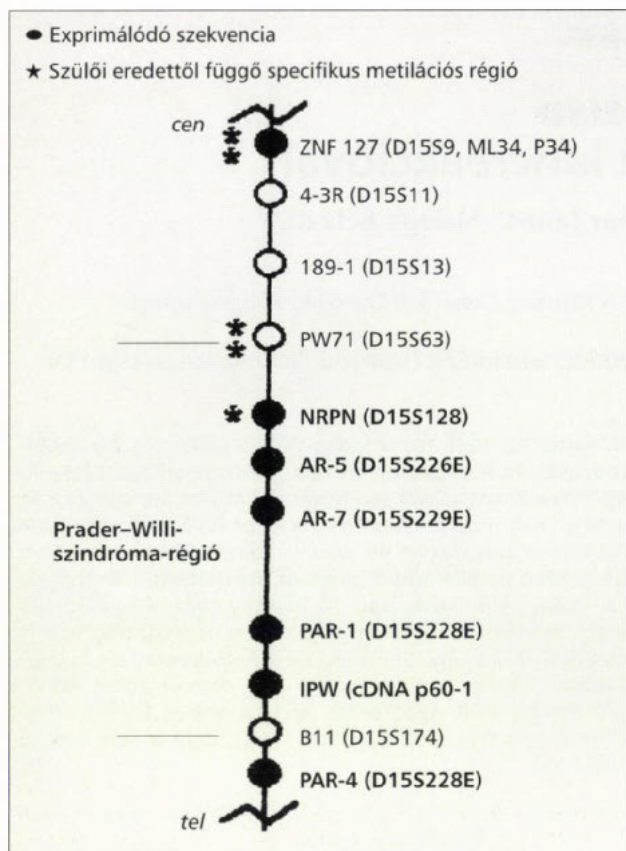 ● Exprimálódó szekvencia
★ Szülői eredettől függő specifikus metilációs régió
cen
ZNF 127 (D15S9, ML34, P34)
4-3R (D15S11)
189-1 (D15S13)
PW71 (D15S63)
NRPN (D15S128)
AR-5 (D15S226E)
AR-7 (D15S229E)
Prader–Willi-
szindróma-régió
PAR-1 (D15S228E)
IPW (cDNA p60-1
B11 (D15S174)
PAR-4 (D15S228E)
tel